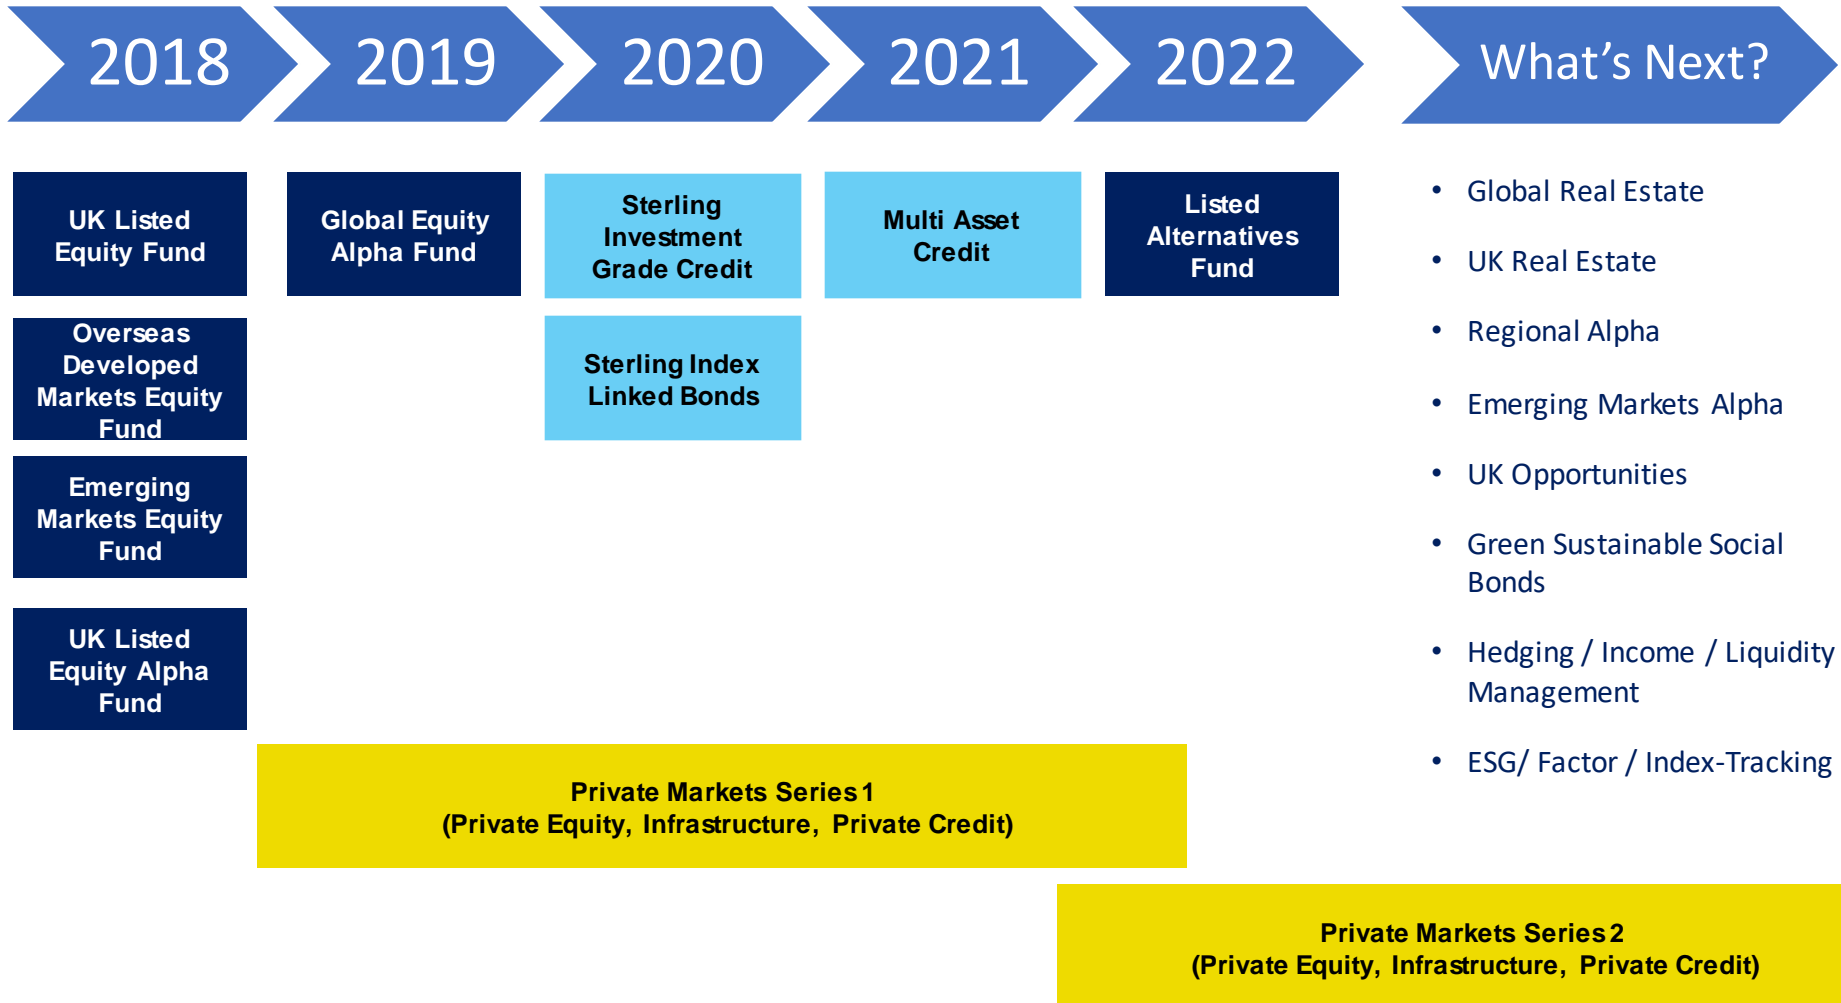 2018
2019
2020
2021
2022
What's Next?
UK Listed
Equity Fund
Overseas
Developed
Markets Equity
Fund
Emerging
Markets Equity
Fund
UK Listed
Equity Alpha
Fund
Global Equity
Alpha Fund
Sterling
Investment
Grade Credit
Sterling Index
Linked Bonds
Multi Asset
Credit
Listed
Alternatives
Fund
• Global Real Estate
• UK Real Estate
• Regional Alpha
• Emerging Markets Alpha
• UK Opportunities
• Green Sustainable Social
Bonds
• Hedging / Income / Liquidity
Management
• ESG/ Factor / Index-Tracking
Private Markets Series 1
(Private Equity, Infrastructure, Private Credit)
Private Markets Series 2
(Private Equity, Infrastructure, Private Credit)